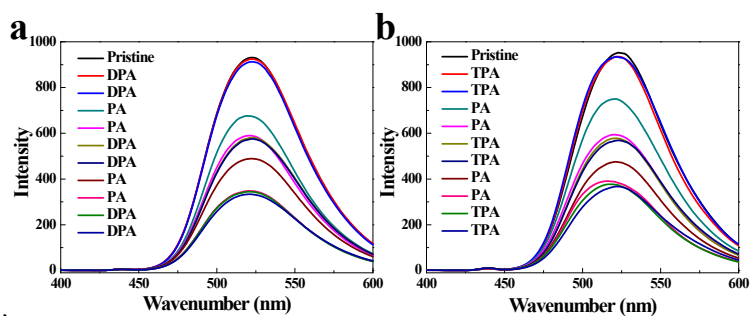 a
b
1000
800
600
400
200
0
Intensity
400
450
500
550
600
Wavenumber (nm)
Pristine
DPA
DPA
PA
PA
DPA
DPA
PA
PA
DPA
DPA
1000
800
600
400
200
0
Intensity
400
450
500
550
600
Wavenumber (nm)
Pristine
TPA
TPA
PA
PA
TPA
TPA
PA
PA
TPA
TPA